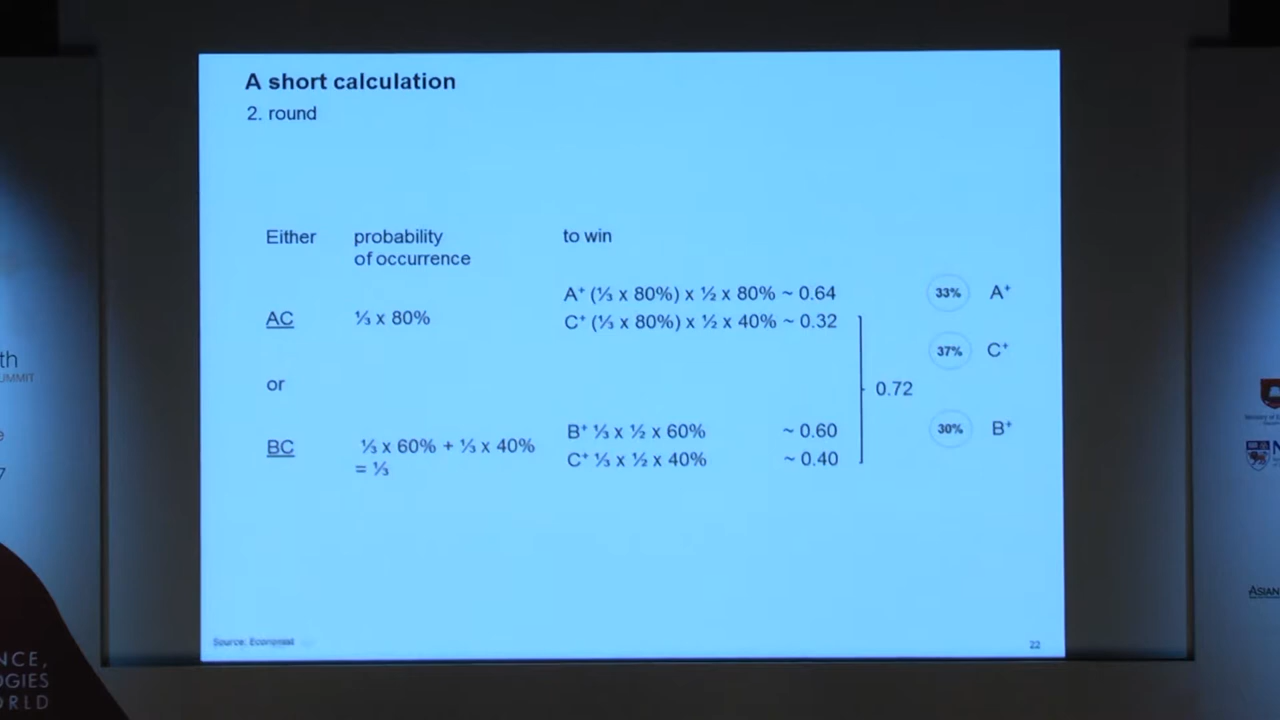 A short calculation
2. round
Either probability of occurrence to win
A⁺ (⅓ x 80%) x ½ x 80% ~ 0.64 33% A⁺
AC ⅓ x 80%
C⁺ (⅓ x 80%) x ½ x 40% ~ 0.32
37% C⁺
or 0.72
B⁺ ⅓ x ½ x 60% ~ 0.60 30% B⁺
BC ⅓ x 60% + ⅓ x 40%
C⁺ ⅓ x ½ x 40% ~ 0.40
= ⅓
Source: Economist
22
th
UMMIT
e
7
NCE,
OGIES
ORLD
N
ASIAN